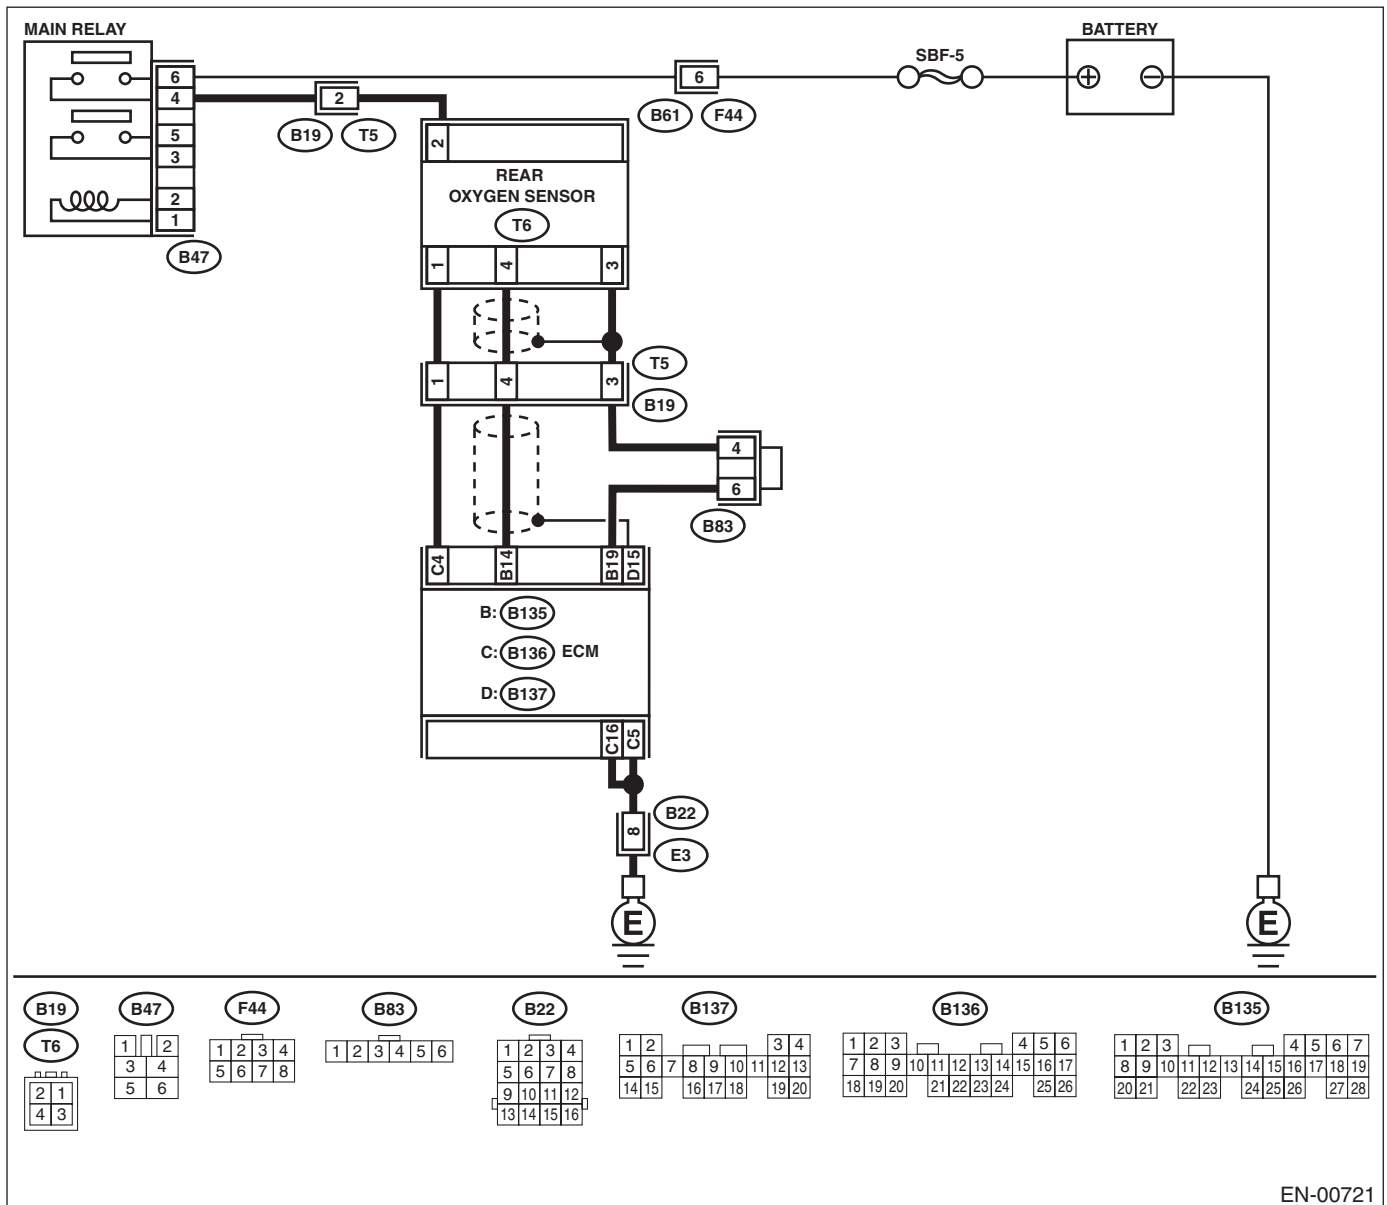 MAIN RELAY
BATTERY
SBF-5
6
4
5
3
2
1
B47
2
B19 T5
6
B61 F44
+ −
2
REAR
OXYGEN SENSOR
T6
1 4 3
1 4 3
T5
B19
4
6
B83
C4 B14 B19 D15
B: B135
C: B136 ECM
D: B137
C16 C5
8
B22
E3
E
E
B19
T6
2 1
4 3
B47
1 2
3 4
5 6
F44
1 2 3 4
5 6 7 8
B83
1 2 3 4 5 6
B22
1 2 3 4
5 6 7 8
9 10 11 12
13 14 15 16
B137
1 2 3 4
5 6 7 8 9 10 11 12 13
14 15 16 17 18 19 20
B136
1 2 3 4 5 6
7 8 9 10 11 12 13 14 15 16 17
18 19 20 21 22 23 24 25 26
B135
1 2 3 4 5 6 7
8 9 10 11 12 13 14 15 16 17 18 19
20 21 22 23 24 25 26 27 28
EN-00721